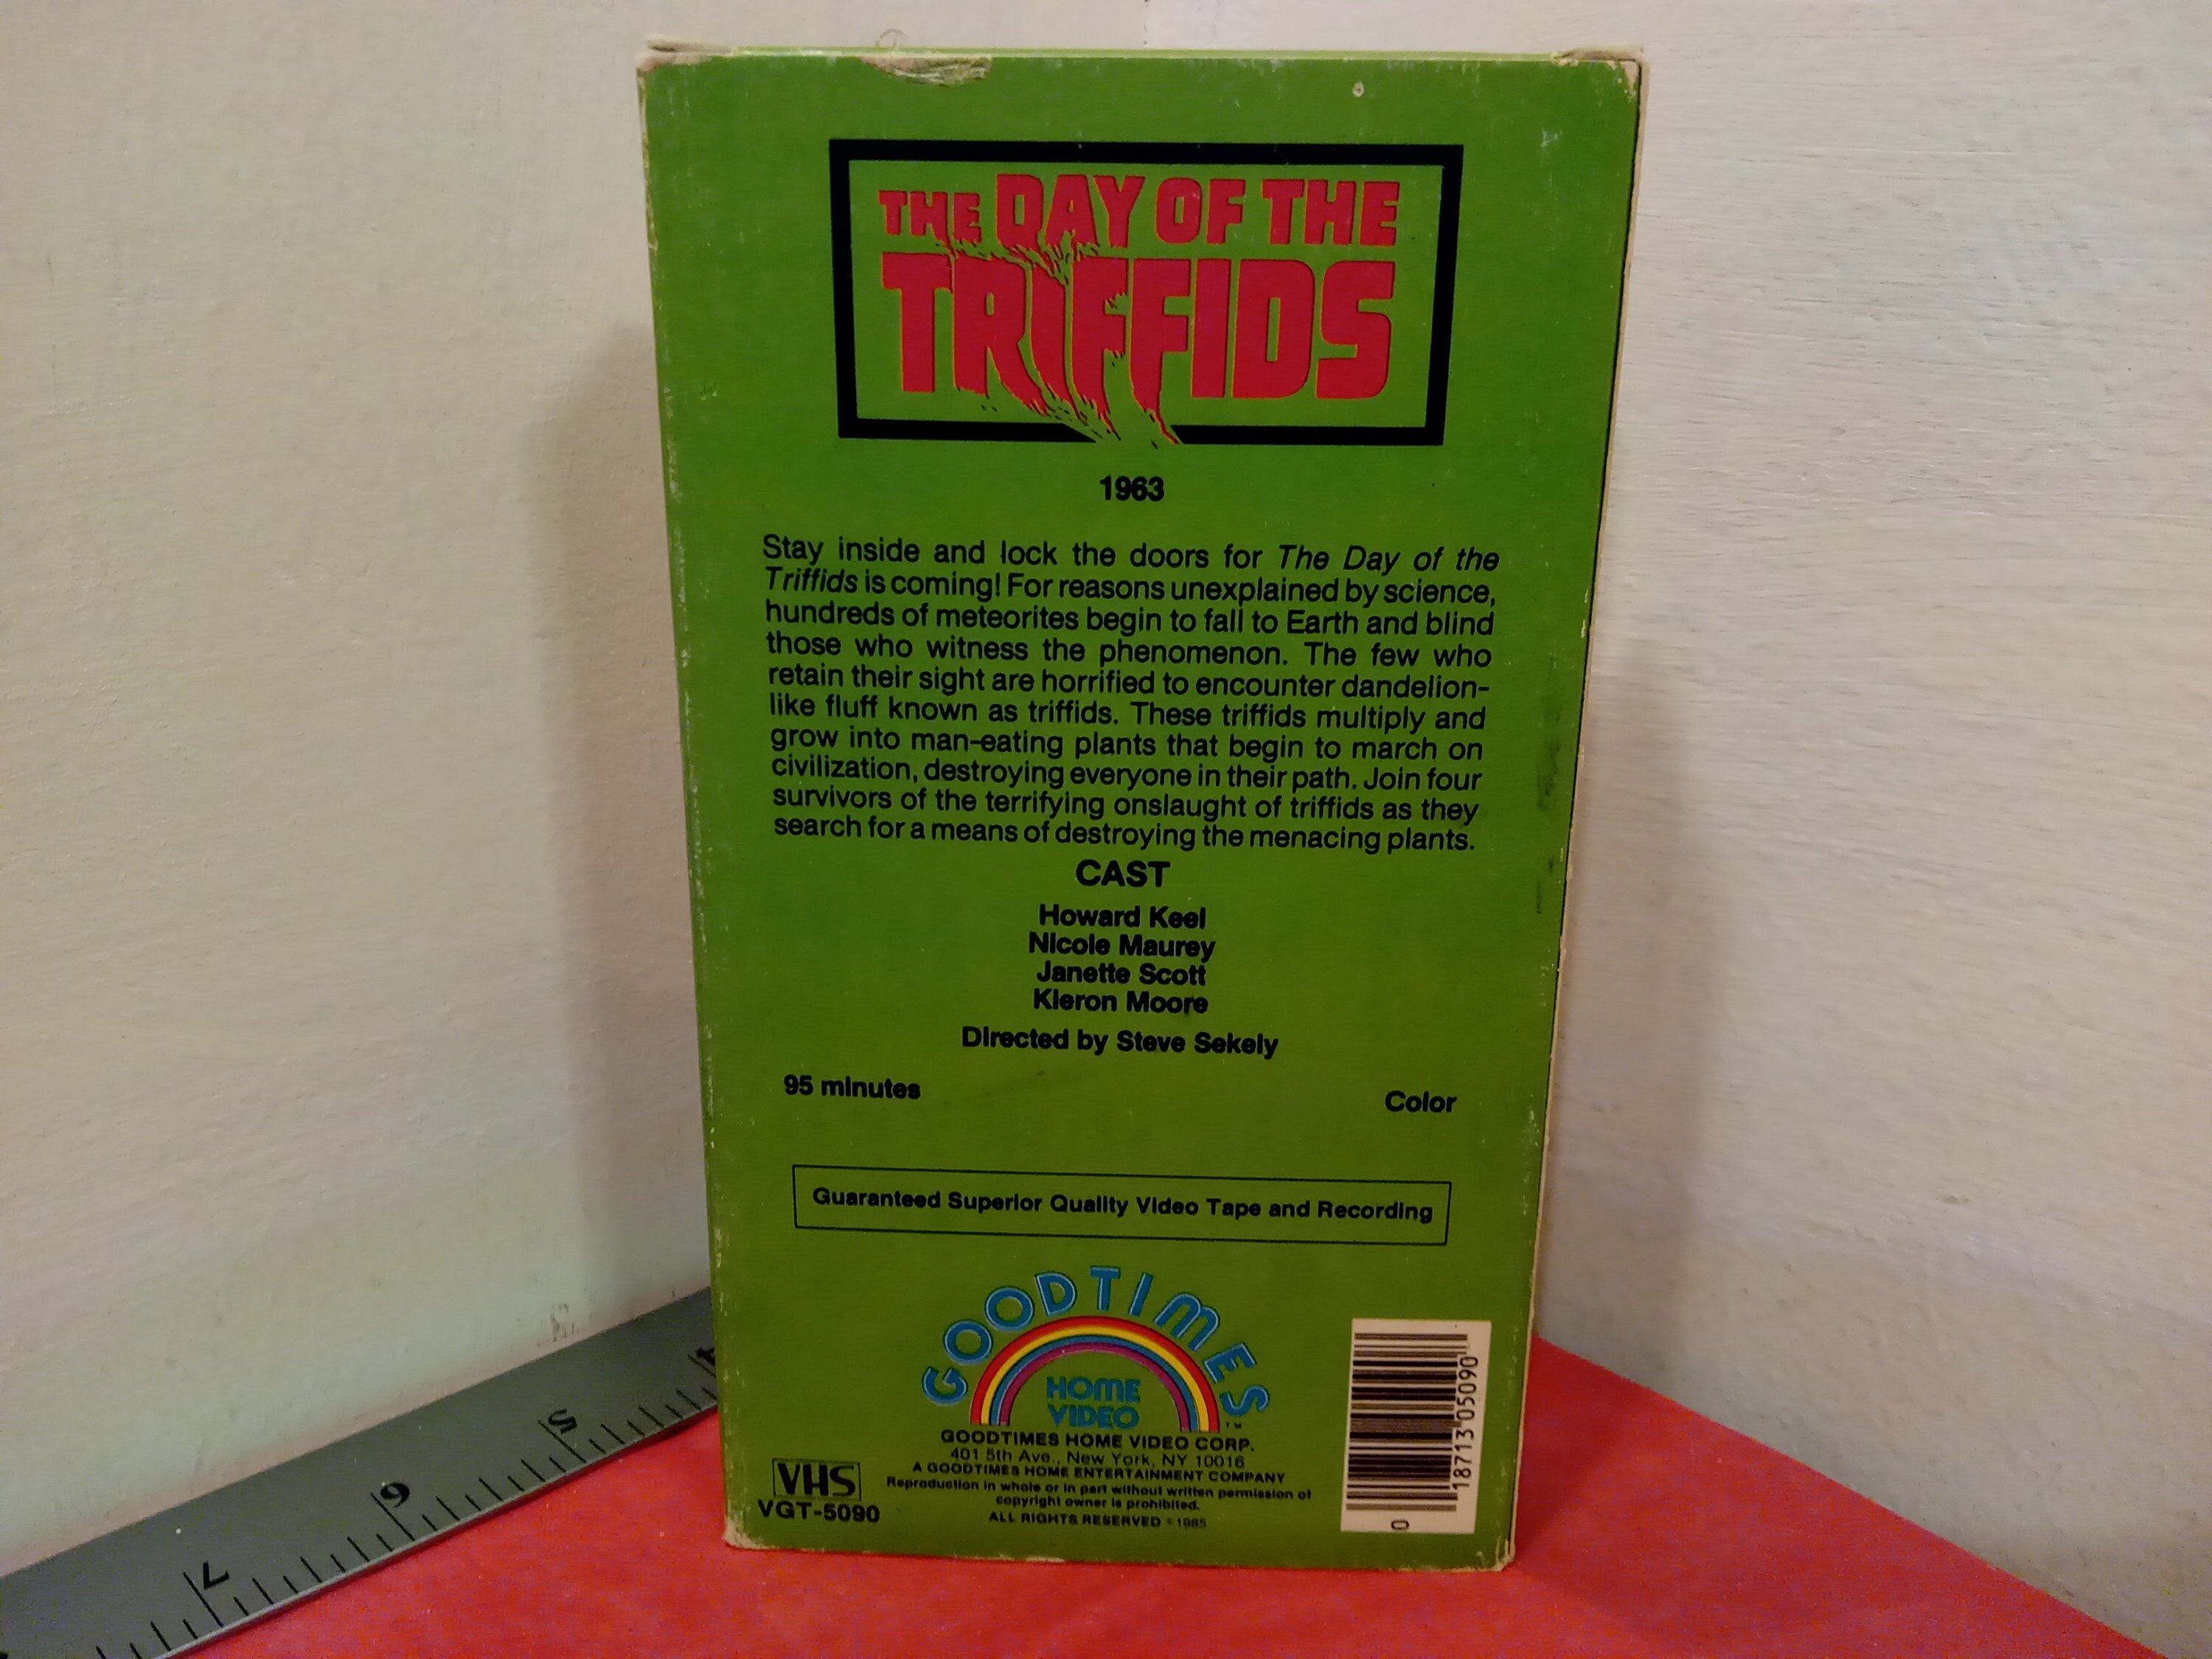 THE DAY OF THE
TRIFFIDS
1963
Stay inside and lock the doors for The Day of the
Triffids is coming! For reasons unexplained by science,
hundreds of meteorites begin to fall to Earth and blind
those who witness the phenomenon. The few who
retain their sight are horrified to encounter dandelion-
like fluff known as triffids. These triffids multiply and
grow into man-eating plants that begin to march on
civilization, destroying everyone in their path. Join four
survivors of the terrifying onslaught of triffids as they
search for a means of destroying the menacing plants.
CAST
Howard Keel
Nicole Maurey
Janette Scott
Kieron Moore
Directed by Steve Sekely
95 minutes
Color
Guaranteed Superior Quality Video Tape and Recording
GOODTIMES
HOME
VIDEO
TM
GOODTIMES HOME VIDEO CORP.
401 5th Ave., New York, NY 10016
A GOODTIMES HOME ENTERTAINMENT COMPANY
Reproduction in whole or in part without written permission of
copyright owner is prohibited.
ALL RIGHTS RESERVED © 1985
VHS
VGT-5090
0 18713 05090
5
6
7